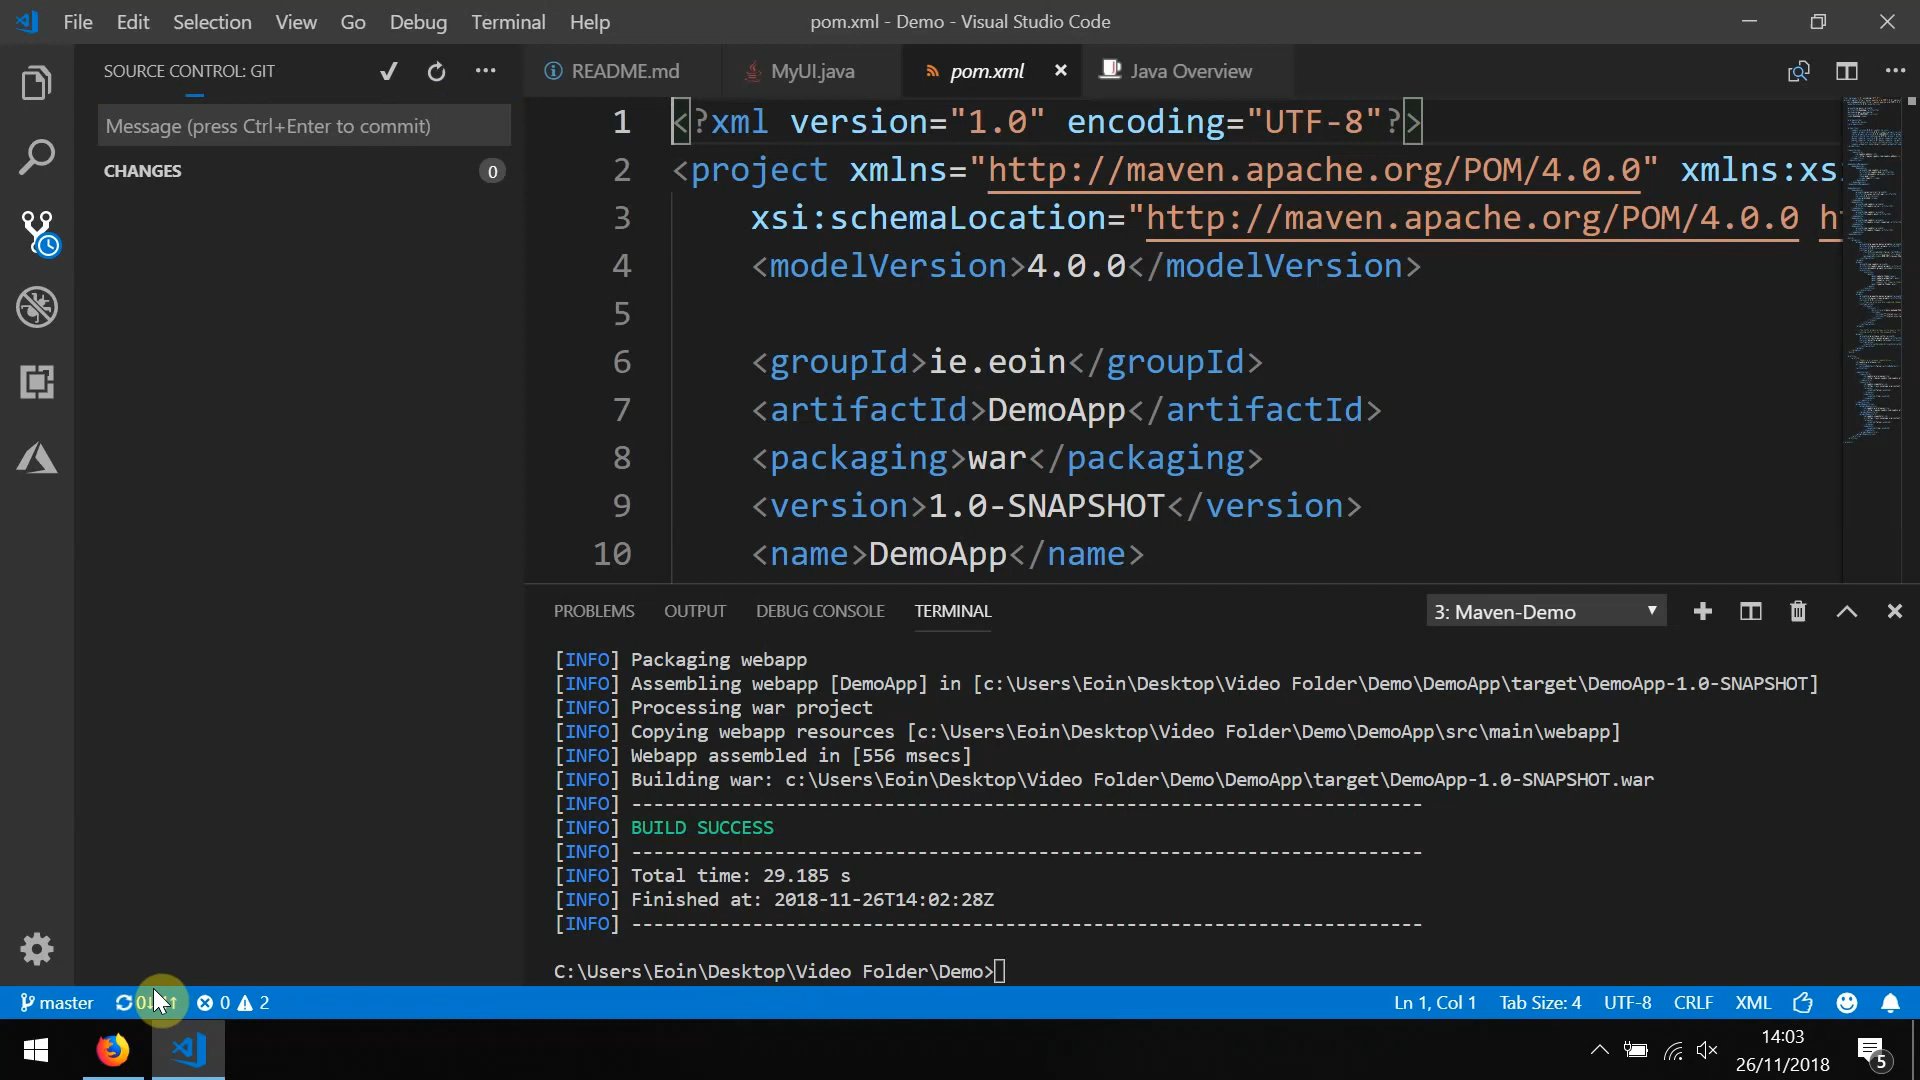 File Edit Selection View Go Debug Terminal Help
pom.xml - Demo - Visual Studio Code
SOURCE CONTROL: GIT
README.md
MyUI.java
pom.xml
Java Overview
Message (press Ctrl+Enter to commit)
CHANGES 0
1 <?xml version="1.0" encoding="UTF-8"?>
2 <project xmlns="http://maven.apache.org/POM/4.0.0" xmlns:xs
3 xsi:schemaLocation="http://maven.apache.org/POM/4.0.0
4 <modelVersion>4.0.0</modelVersion>
5
6 <groupId>ie.eoin</groupId>
7 <artifactId>DemoApp</artifactId>
8 <packaging>war</packaging>
9 <version>1.0-SNAPSHOT</version>
10 <name>DemoApp</name>
PROBLEMS OUTPUT DEBUG CONSOLE TERMINAL
3: Maven-Demo
[INFO] Packaging webapp
[INFO] Assembling webapp [DemoApp] in [c:\Users\Eoin\Desktop\Video Folder\Demo\DemoApp\target\DemoApp-1.0-SNAPSHOT]
[INFO] Processing war project
[INFO] Copying webapp resources [c:\Users\Eoin\Desktop\Video Folder\Demo\DemoApp\src\main\webapp]
[INFO] Webapp assembled in [556 msecs]
[INFO] Building war: c:\Users\Eoin\Desktop\Video Folder\Demo\DemoApp\target\DemoApp-1.0-SNAPSHOT.war
[INFO] ------------------------------------------------------------------------
[INFO] BUILD SUCCESS
[INFO] ------------------------------------------------------------------------
[INFO] Total time: 29.185 s
[INFO] Finished at: 2018-11-26T14:02:28Z
[INFO] ------------------------------------------------------------------------
C:\Users\Eoin\Desktop\Video Folder\Demo>
master 0 0 2
Ln 1, Col 1 Tab Size: 4 UTF-8 CRLF XML
14:03
26/11/2018
5